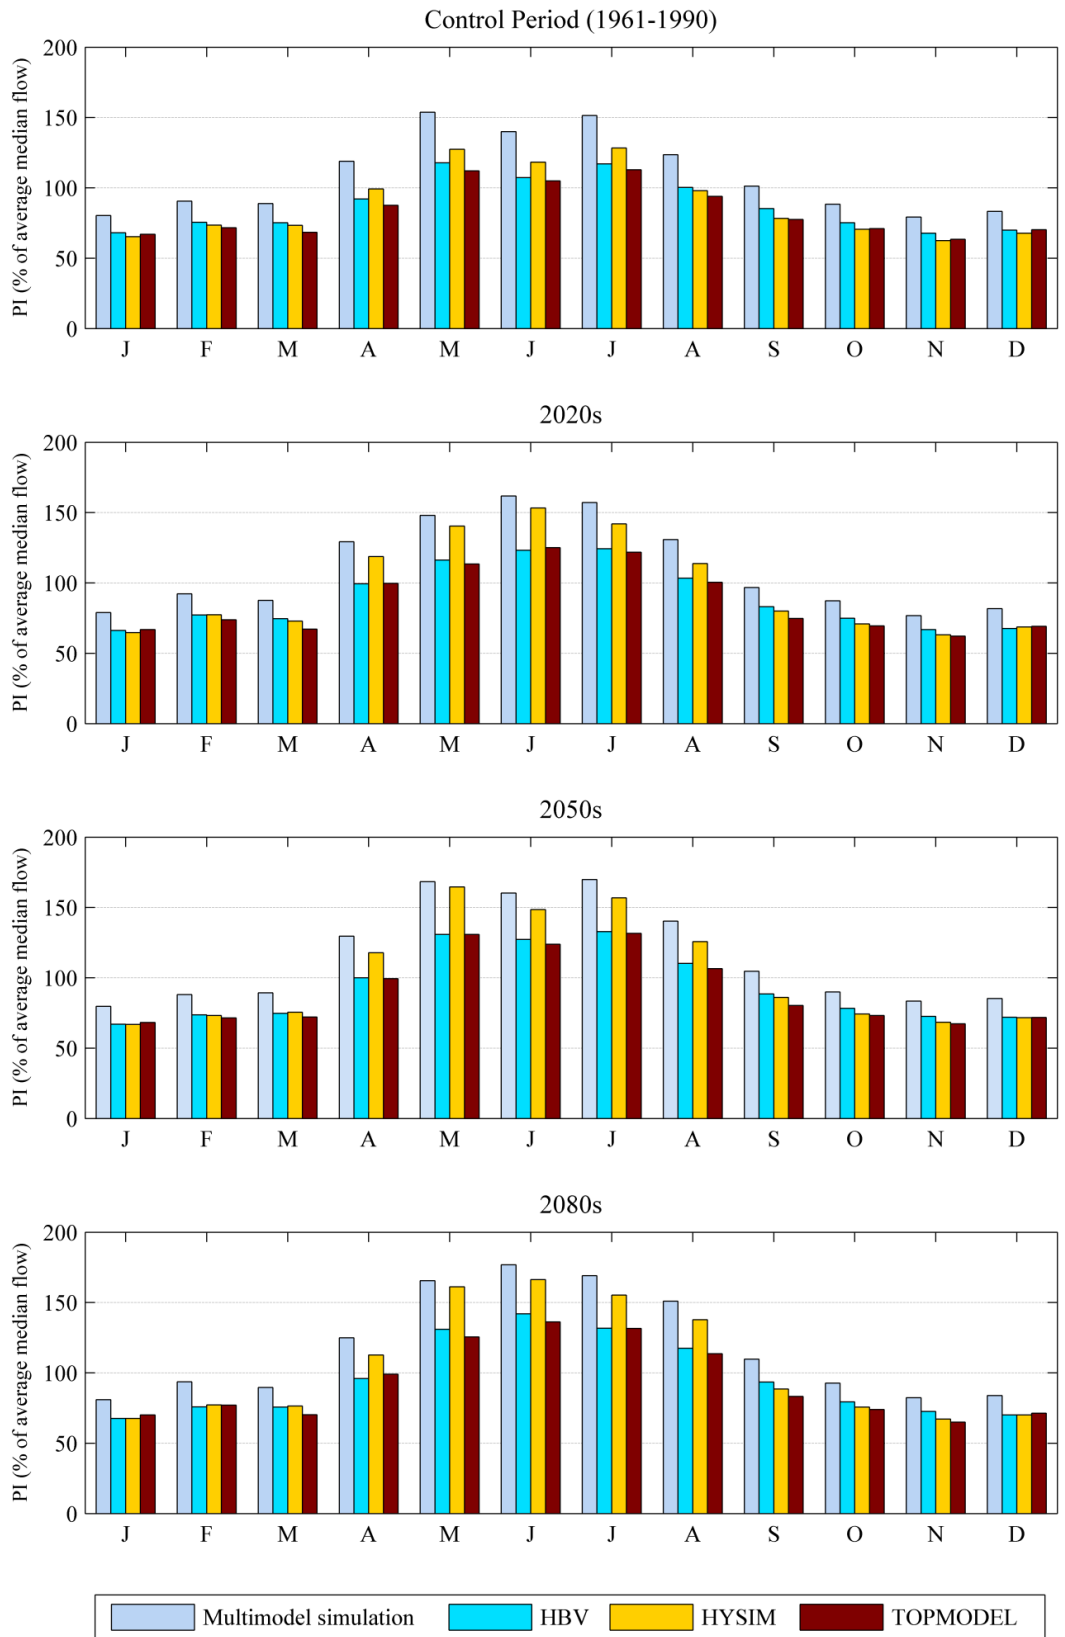 Control Period (1961-1990)
PI (% of average median flow)
200
150
100
50
0
J F M A M J J A S O N D
2020s
PI (% of average median flow)
200
150
100
50
0
J F M A M J J A S O N D
2050s
PI (% of average median flow)
200
150
100
50
0
J F M A M J J A S O N D
2080s
PI (% of average median flow)
200
150
100
50
0
J F M A M J J A S O N D
Multimodel simulation HBV HYSIM TOPMODEL